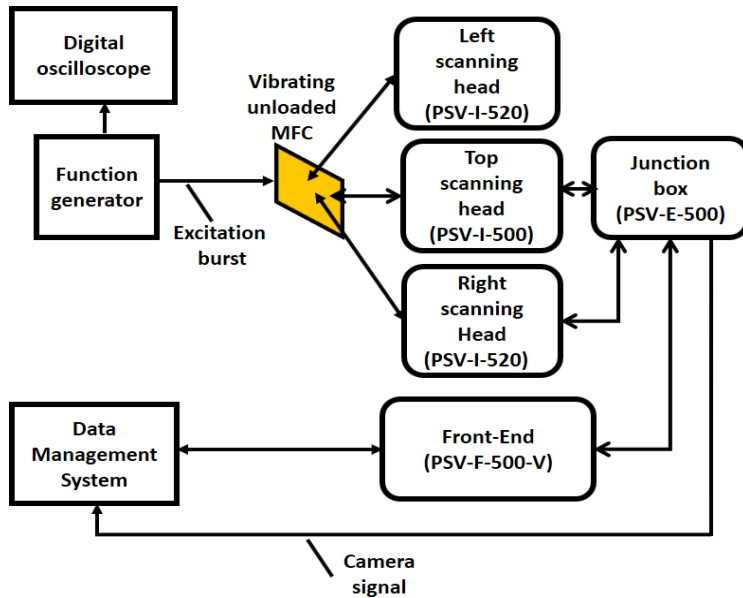 Digital
oscilloscope
Function
generator
Excitation
burst
Vibrating
unloaded
MFC
Left
scanning
head
(PSV-I-520)
Top
scanning
head
(PSV-I-500)
Right
scanning
Head
(PSV-I-520)
Junction
box
(PSV-E-500)
Data
Management
System
Front-End
(PSV-F-500-V)
Camera
signal